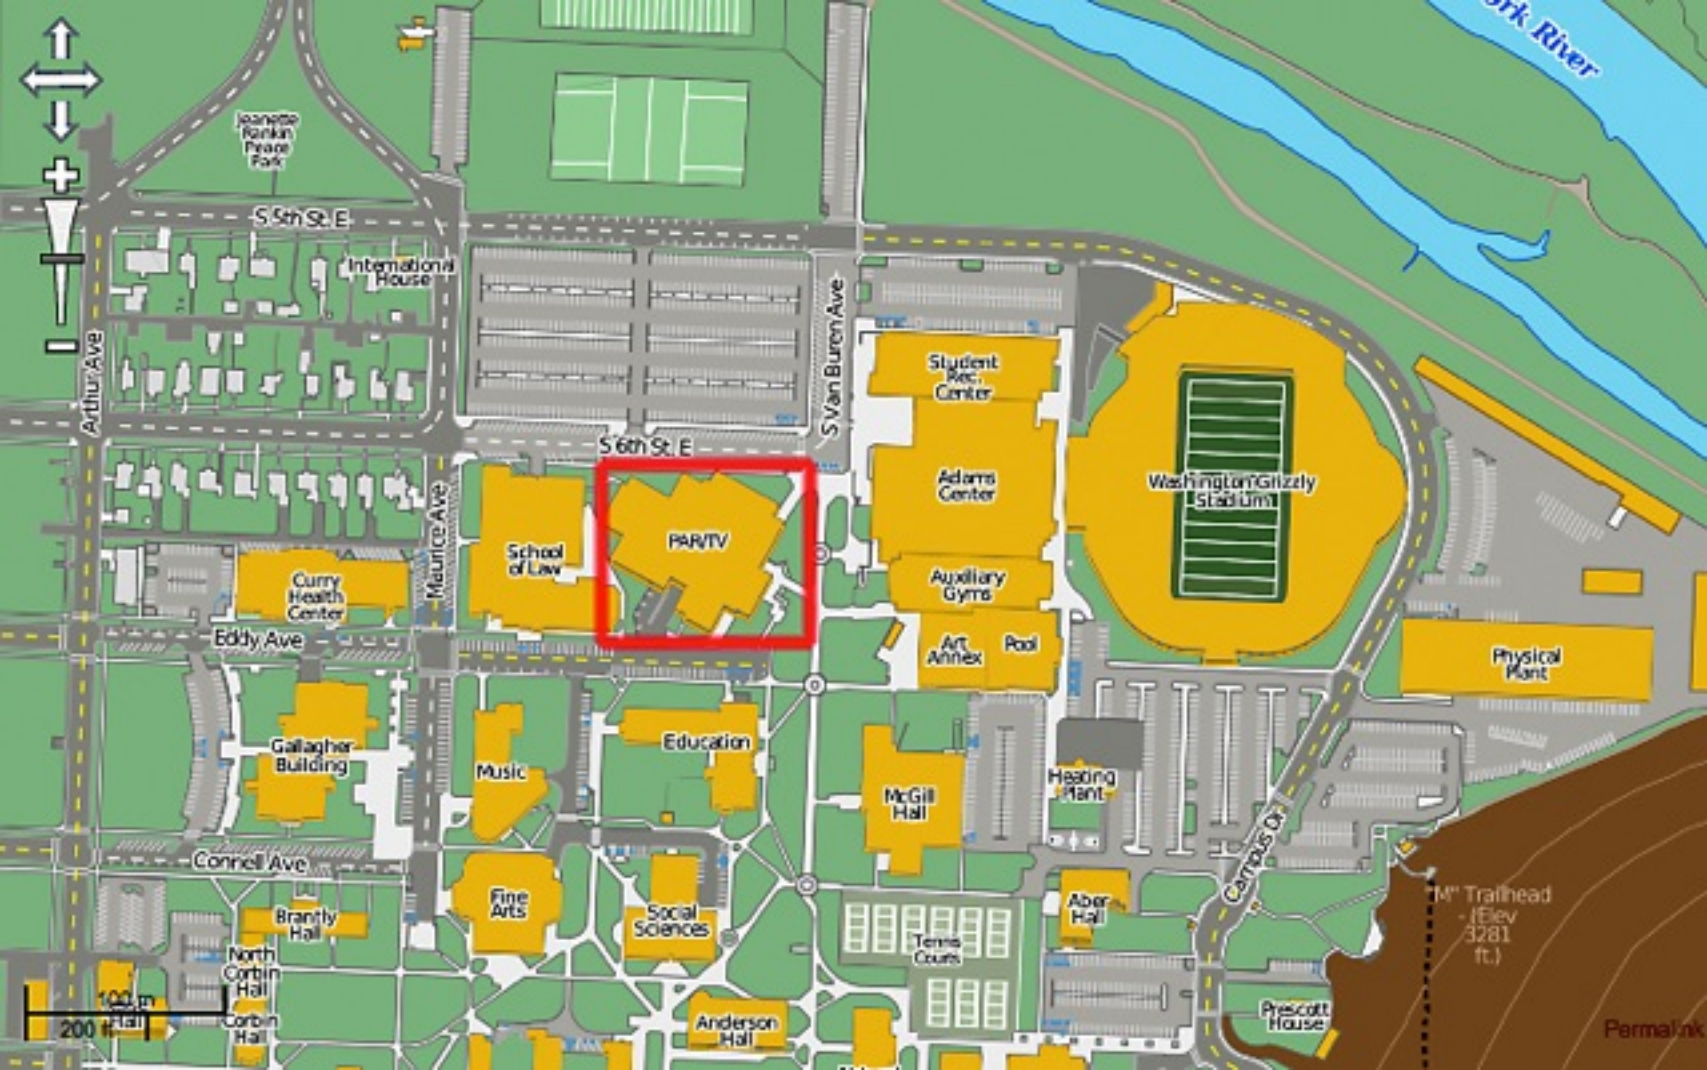 ork River
Jeanette
Rankin
Peace
Park
S 5th St. E
International
House
Arthur Ave
S Van Buren Ave
Student
Rec.
Center
S 6th St. E
Maurice Ave
Adams
Center
Washington Grizzly
Stadium
PAR/TV
School
of Law
Curry
Health
Center
Auxiliary
Gyms
Eddy Ave
Art
Annex
Pool
Physical
Plant
Gallagher
Building
Music
Education
McGill
Hall
Heating
Plant
Campus Dr
Connell Ave
Fine
Arts
Brantly
Hall
Social
Sciences
Aber
Hall
Tennis
Courts
"M" Trailhead
- (Elev
3281
ft.)
North
Corbin
Hall
100 m
200 ft
Hall
Corbin
Hall
Anderson
Hall
Prescott
House
Permalink